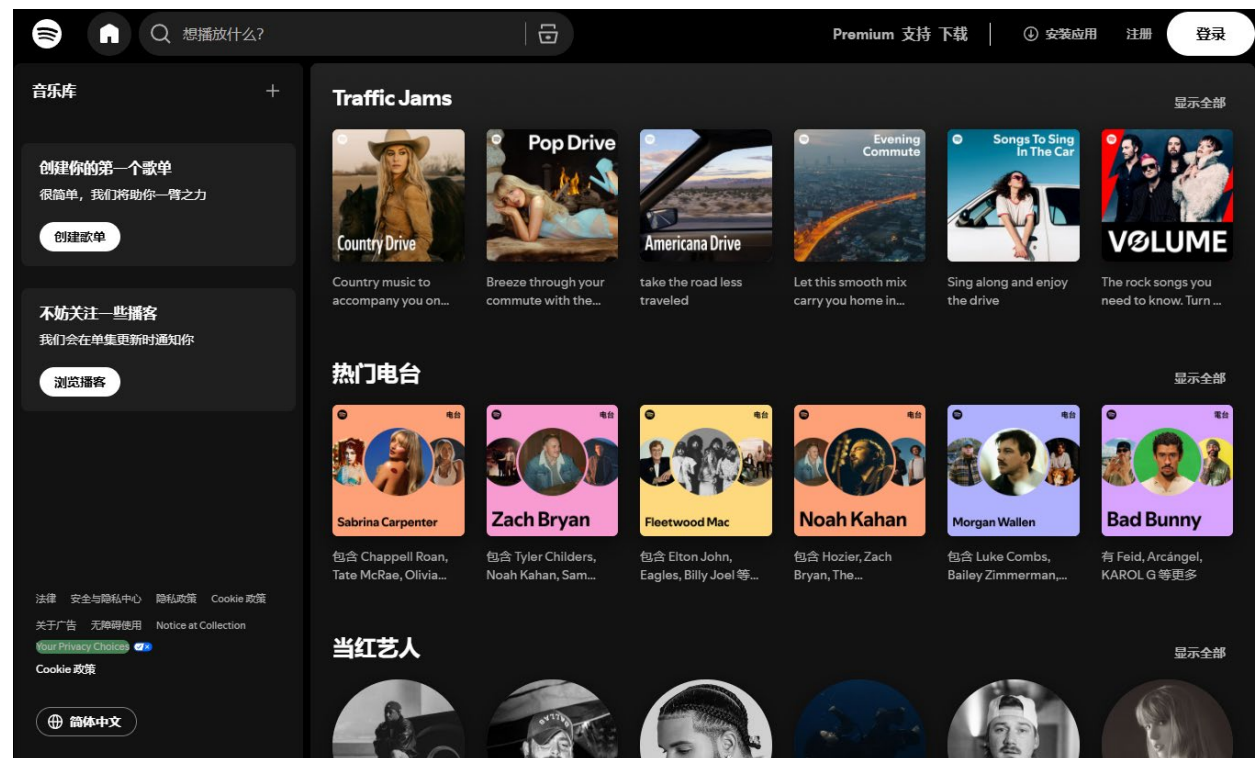 想播放什么?
Premium 支持 下载
安装应用
注册
登录
音乐库
创建你的第一个歌单
很简单，我们将助你一臂之力
创建歌单
不妨关注一些播客
我们会在单集更新时通知你
浏览播客
法律 安全与隐私中心 隐私政策 Cookie 政策
关于广告 无障碍使用 Notice at Collection
Your Privacy Choices
Cookie 政策
简体中文
Traffic Jams
显示全部
Country Drive
Country music to
accompany you on...
Pop Drive
Breeze through your
commute with the...
Americana Drive
take the road less
traveled
Evening
Commute
Let this smooth mix
carry you home in...
Songs To Sing
In The Car
Sing along and enjoy
the drive
VØLUME
The rock songs you
need to know. Turn ...
热门电台
显示全部
电台
Sabrina Carpenter
包含 Chappell Roan,
Tate McRae, Olivia...
电台
Zach Bryan
包含 Tyler Childers,
Noah Kahan, Sam...
电台
Fleetwood Mac
包含 Elton John,
Eagles, Billy Joel 等...
电台
Noah Kahan
包含 Hozier, Zach
Bryan, The...
电台
Morgan Wallen
包含 Luke Combs,
Bailey Zimmerman,...
電台
Bad Bunny
有 Feid, Arcángel,
KAROL G 等更多
当红艺人
显示全部